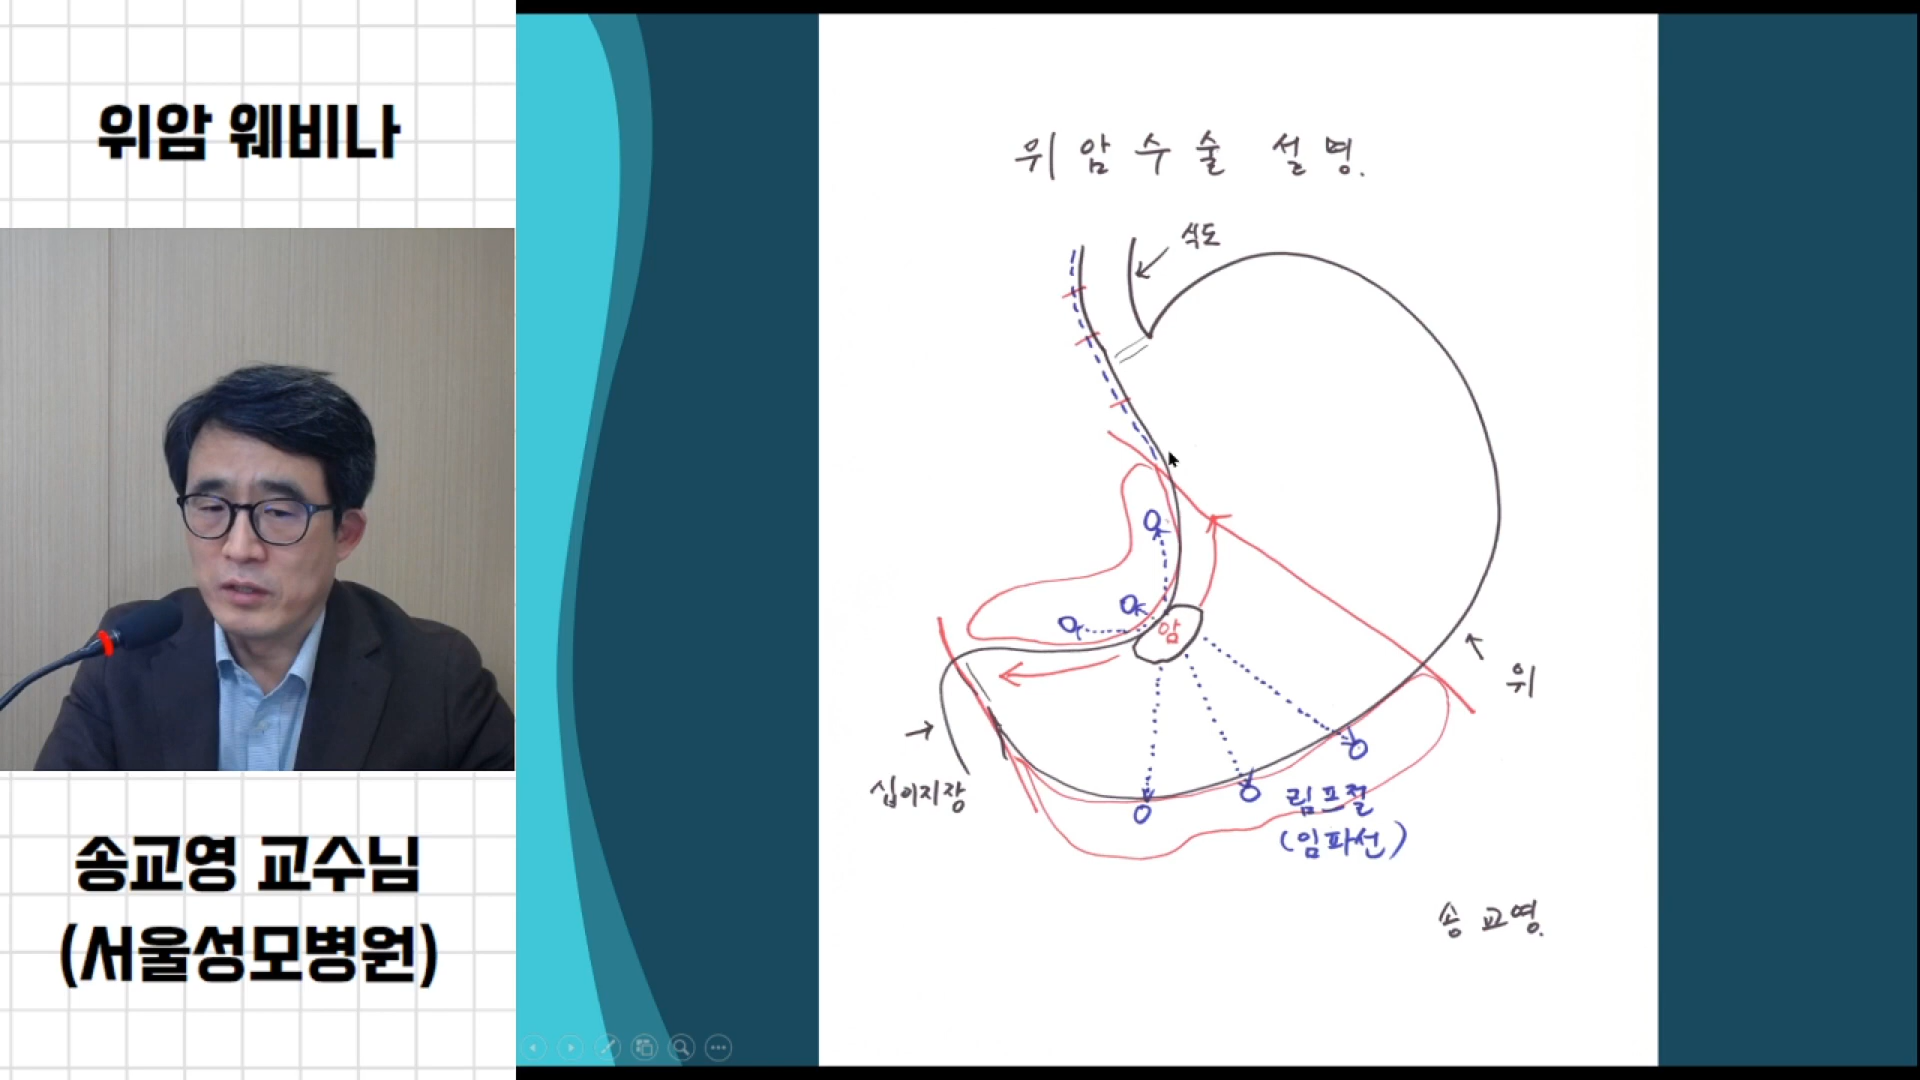 위암 웨비나
송교영 교수님
(서울성모병원)
위암수술 설명.
식도
암
위
십이지장
림프절
(임파선)
송교영.